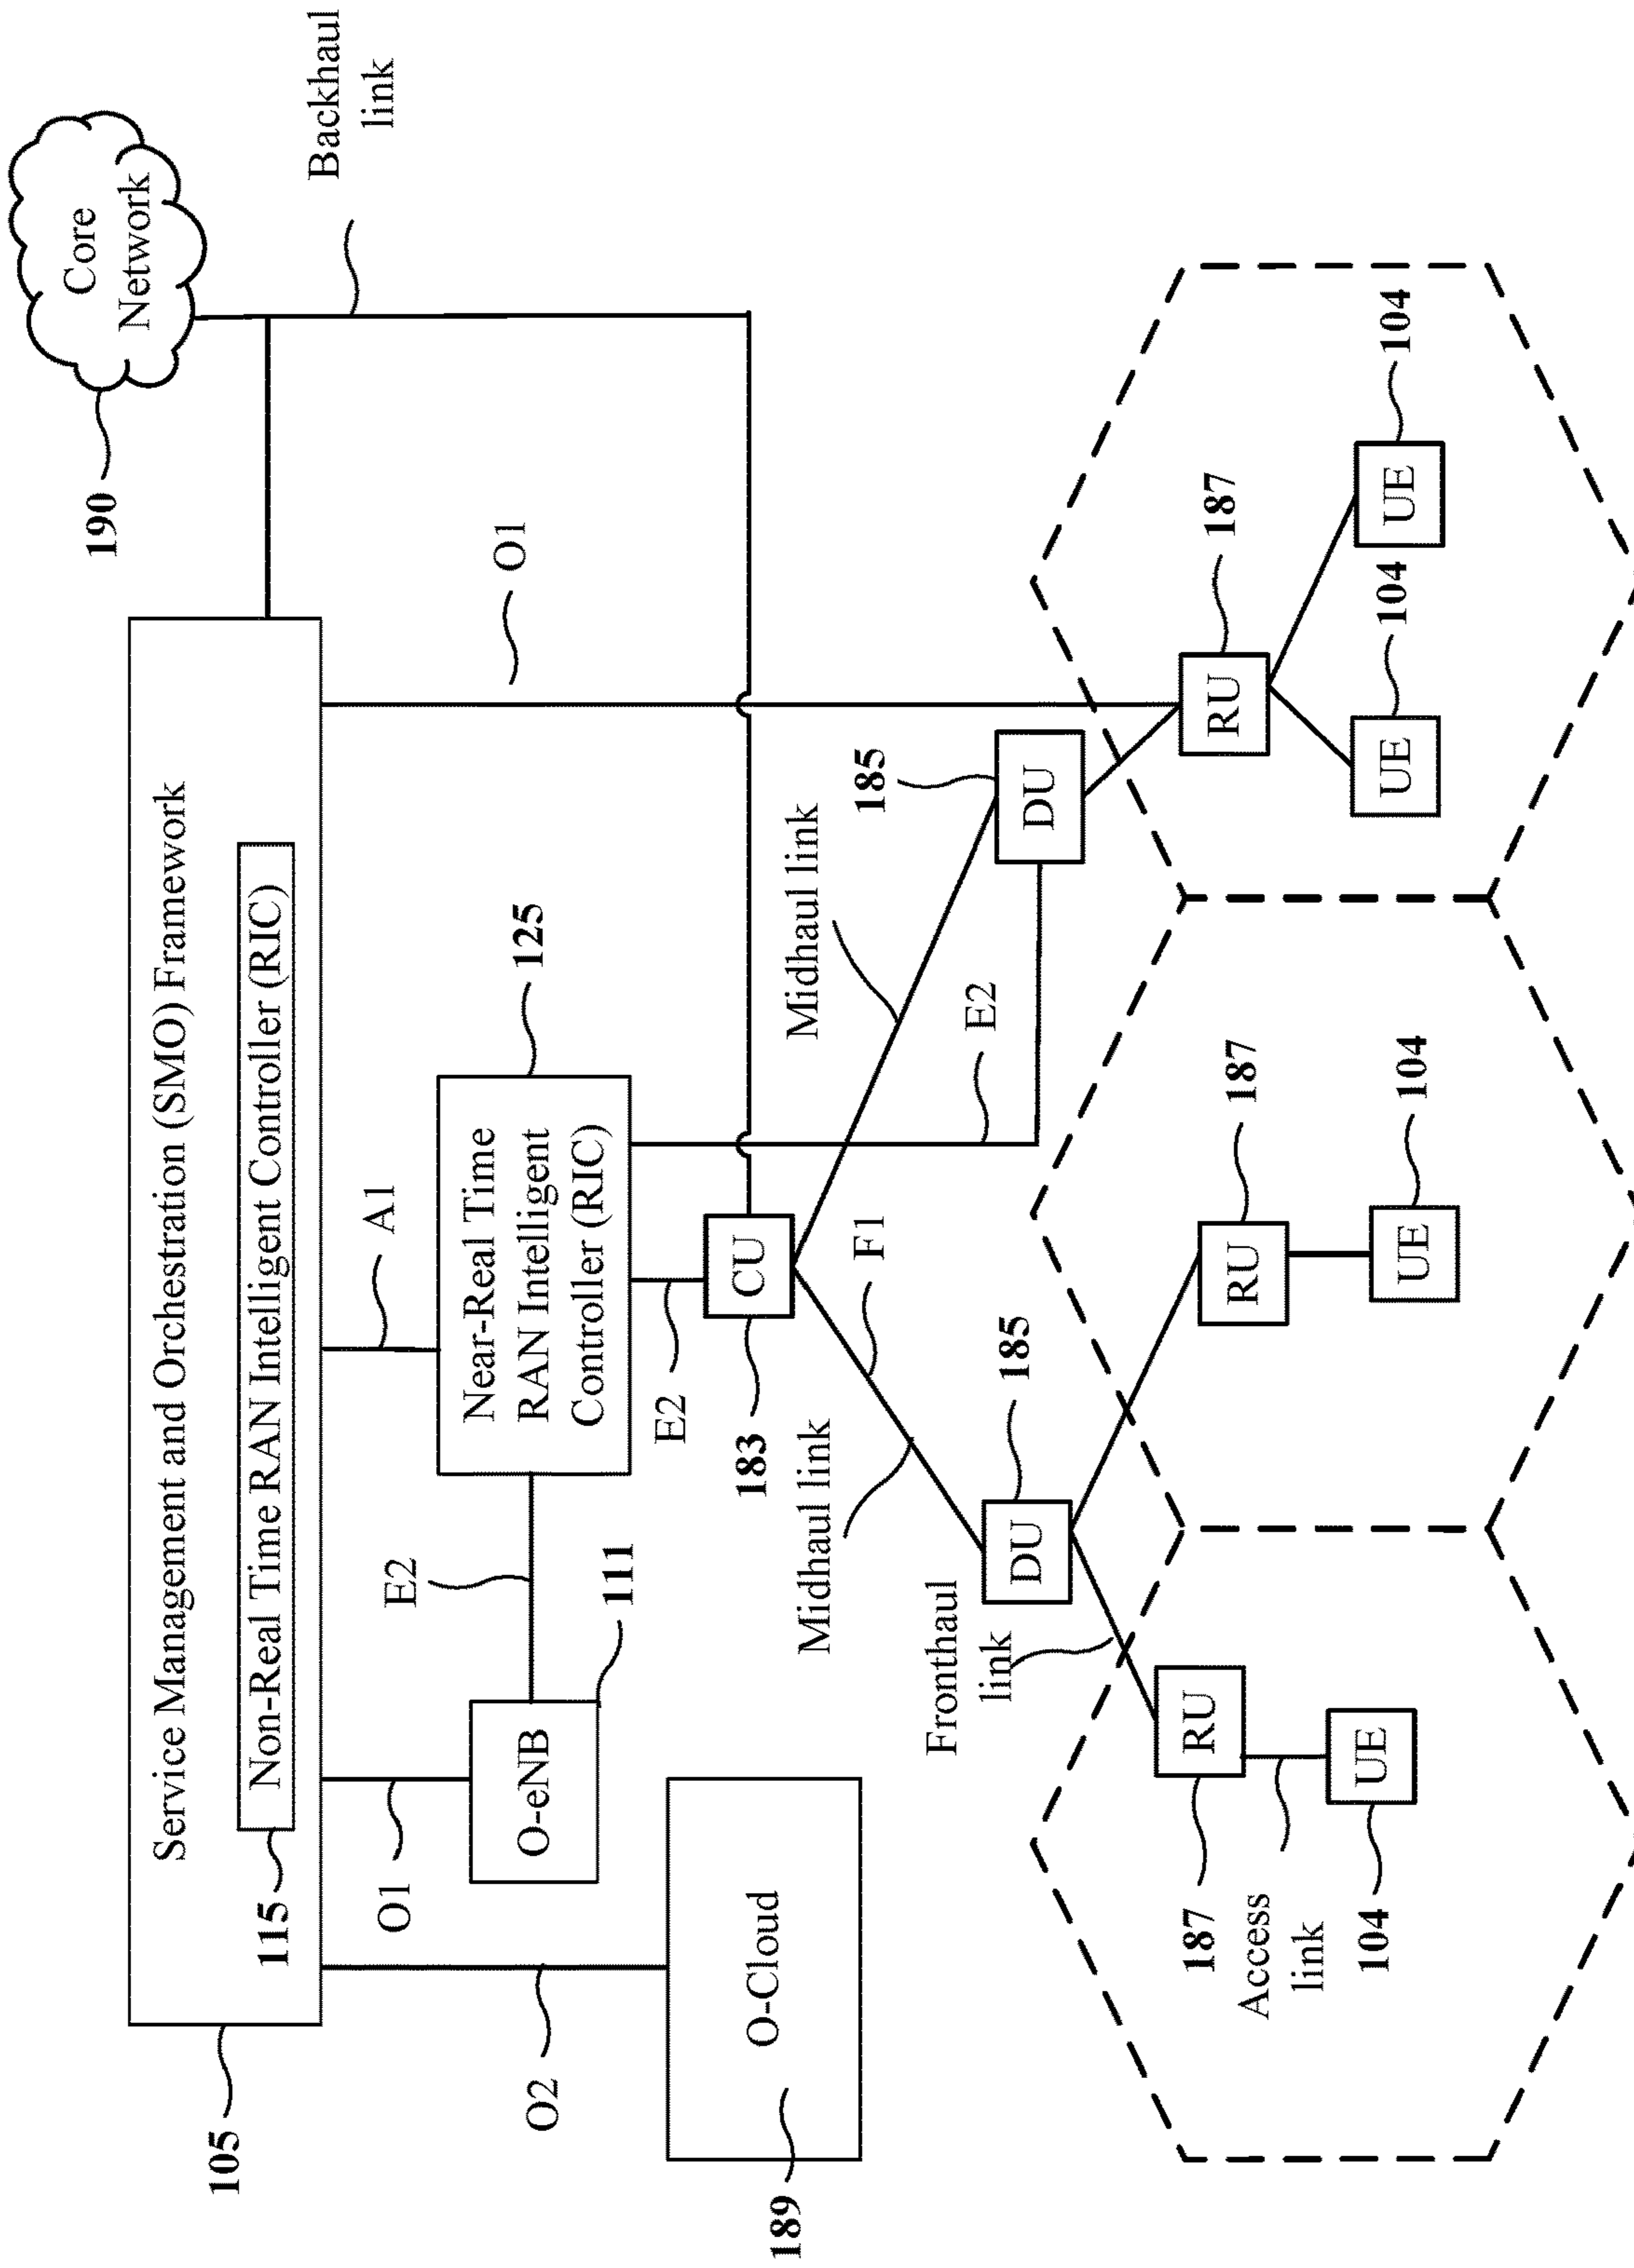 190
Core
Network
Backhaul
link
105
Service Management and Orchestration (SMO) Framework
115
Non-Real Time RAN Intelligent Controller (RIC)
O2
O1
E2
A1
O1
O-eNB
111
Near-Real Time
RAN Intelligent
Controller (RIC)
125
189
O-Cloud
E2
183
CU
Midhaul link
F1
Midhaul link
E2
185
DU
185
DU
Fronthaul
link
187
RU
RU
187
RU
187
Access
link
104
UE
UE
104
UE
104
UE
104